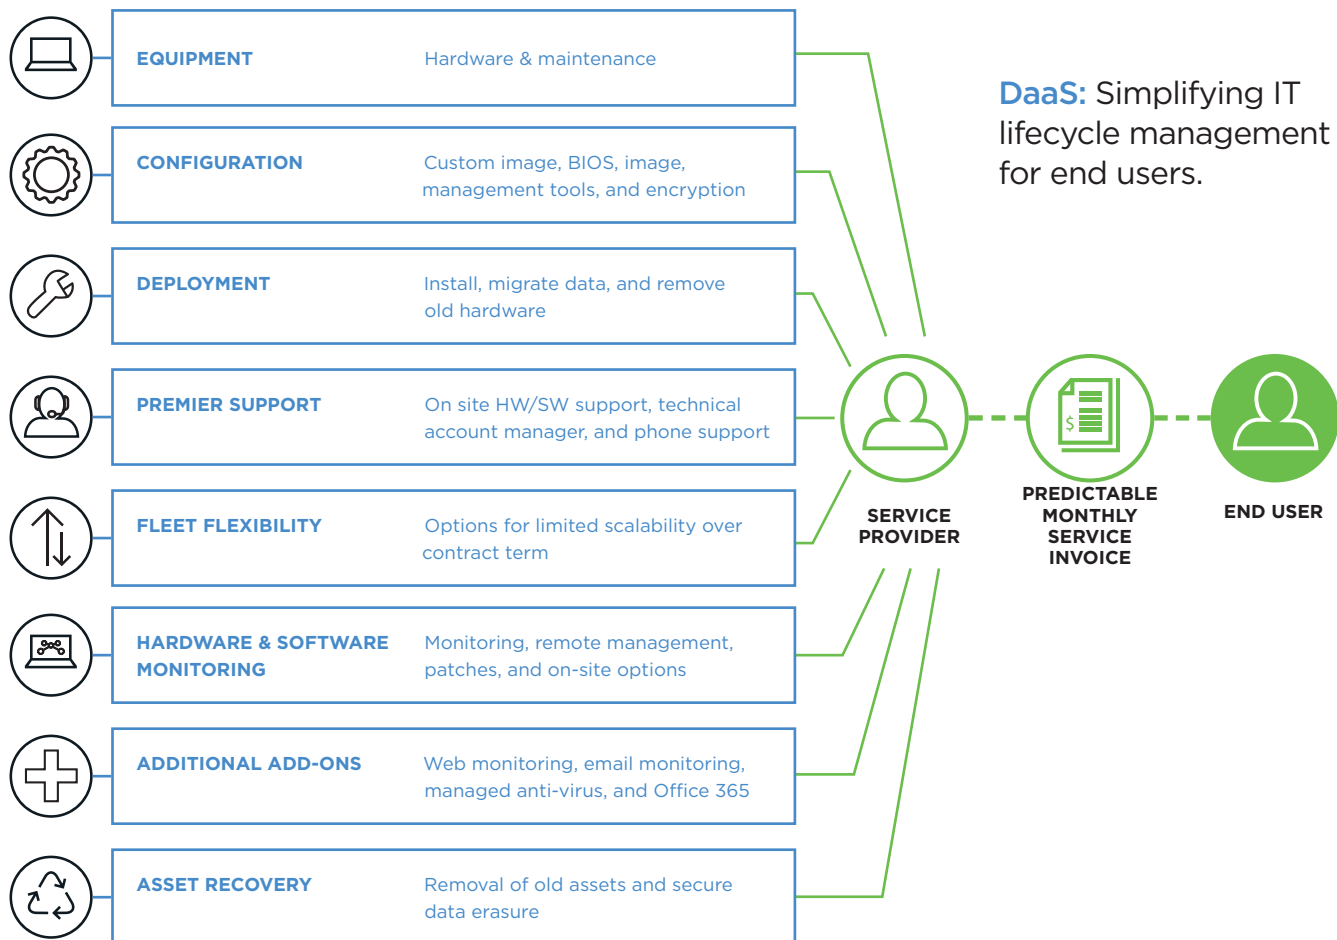 EQUIPMENT
Hardware & maintenance
DaaS: Simplifying IT
lifecycle management
for end users.
CONFIGURATION
Custom image, BIOS, image,
management tools, and encryption
DEPLOYMENT
Install, migrate data, and remove
old hardware
PREMIER SUPPORT
On site HW/SW support, technical
account manager, and phone support
$
SERVICE
PROVIDER
PREDICTABLE
MONTHLY
SERVICE
INVOICE
END USER
FLEET FLEXIBILITY
Options for limited scalability over
contract term
HARDWARE & SOFTWARE
MONITORING
Monitoring, remote management,
patches, and on-site options
ADDITIONAL ADD-ONS
Web monitoring, email monitoring,
managed anti-virus, and Office 365
ASSET RECOVERY
Removal of old assets and secure
data erasure